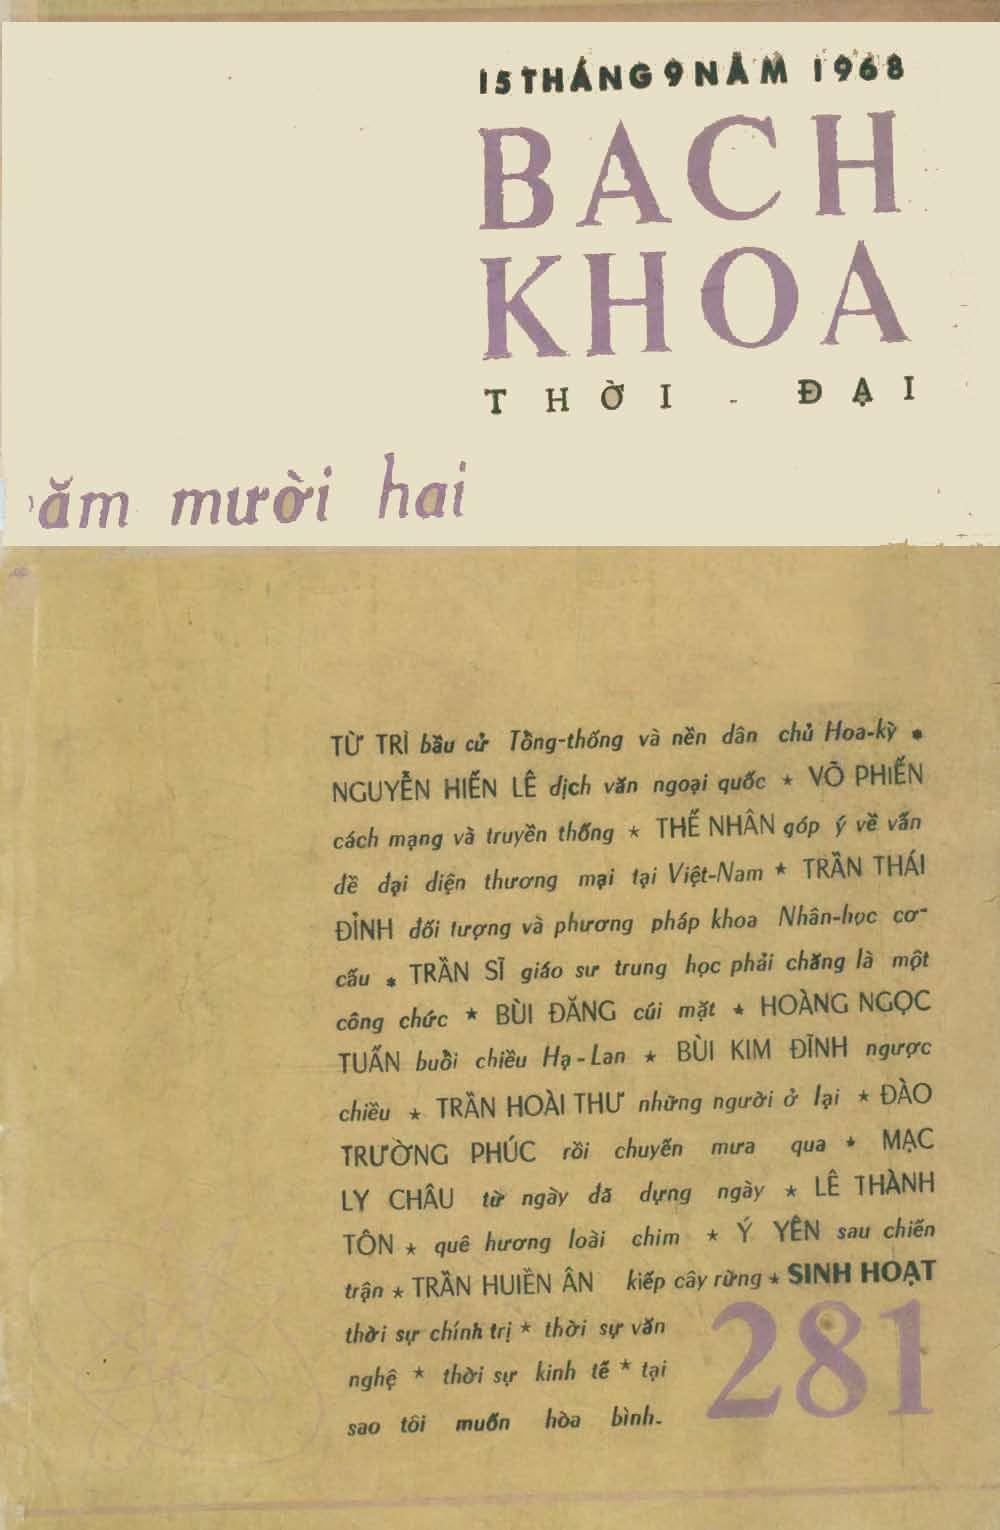 15 THÁNG 9 NĂM 1968
BACH
KHOA
THỜI - ĐẠI
ăm mười hai
TỪ TRÌ bầu cử Tổng-thống và nền dân chủ Hoa-kỳ *
NGUYỄN HIẾN LÊ dịch văn ngoại quốc * VÕ PHIẾN
cách mạng và truyền thống * THẾ NHÂN góp ý về vấn
đề đại diện thương mại tại Việt-Nam * TRẦN THÁI
ĐỈNH đối tượng và phương pháp khoa Nhân-học cơ-
cấu * TRẦN SĨ giáo sư trung học phải chăng là một
công chức * BÙI ĐĂNG cúi mặt * HOÀNG NGỌC
TUẤN buổi chiều Hạ-Lan * BÙI KIM ĐĨNH ngược
chiều * TRẦN HOÀI THƯ những người ở lại * ĐÀO
TRƯỜNG PHÚC rồi chuyến mưa qua * MẠC
LY CHÂU từ ngày đã dựng ngày * LÊ THÀNH
TÔN * quê hương loài chim * Ý YÊN sau chiến
trận * TRẦN HUIỀN ÂN kiếp cây rừng * SINH HOẠT
thời sự chính trị * thời sự văn
nghệ * thời sự kinh tế * tại
sao tôi muốn hòa bình-
281